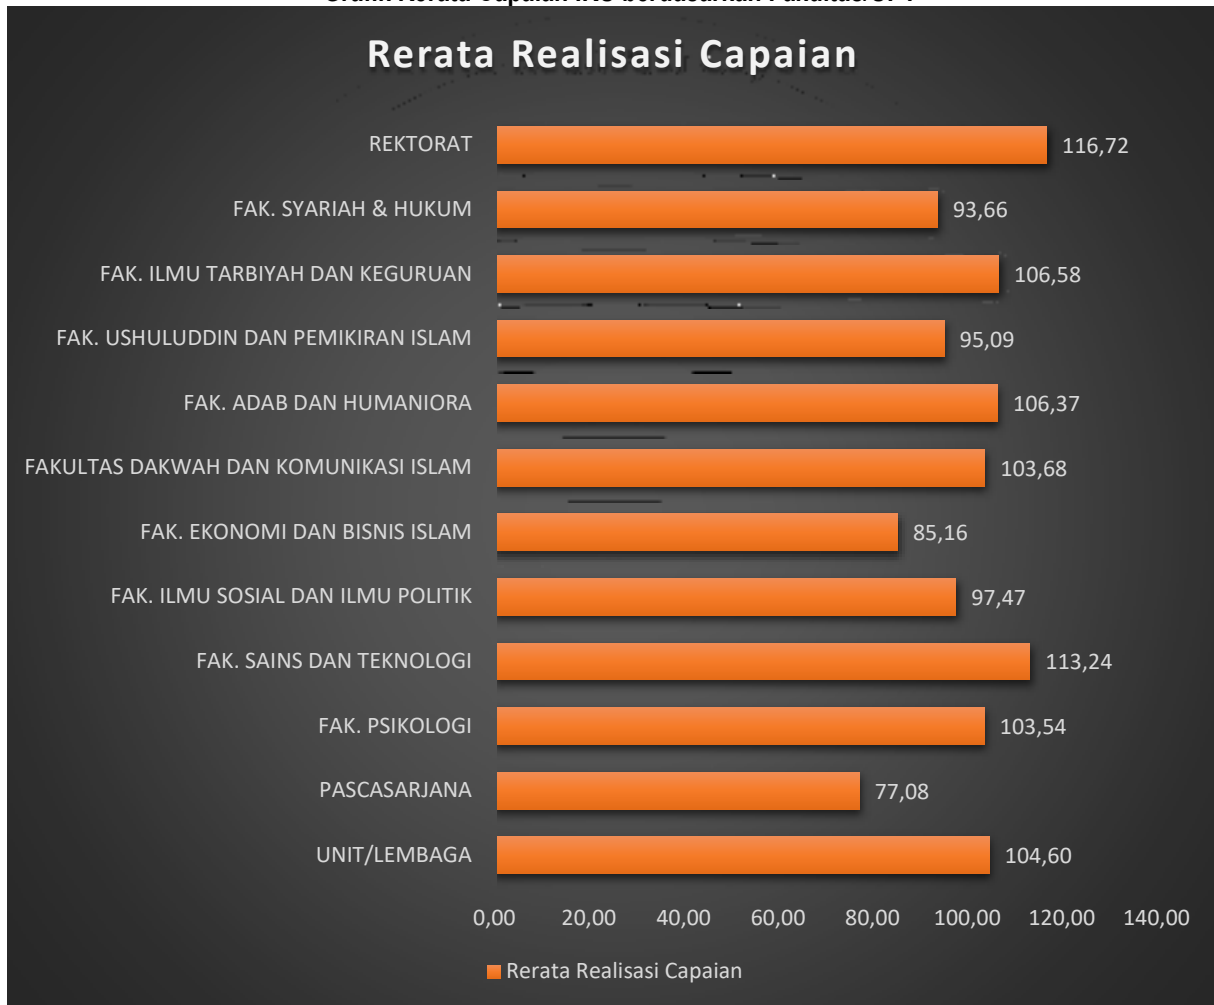 Rerata Realisasi Capaian
REKTORAT 116,72
FAK. SYARIAH & HUKUM 93,66
FAK. ILMU TARBIYAH DAN KEGURUAN 106,58
FAK. USHULUDDIN DAN PEMIKIRAN ISLAM 95,09
FAK. ADAB DAN HUMANIORA 106,37
FAKULTAS DAKWAH DAN KOMUNIKASI ISLAM 103,68
FAK. EKONOMI DAN BISNIS ISLAM 85,16
FAK. ILMU SOSIAL DAN ILMU POLITIK 97,47
FAK. SAINS DAN TEKNOLOGI 113,24
FAK. PSIKOLOGI 103,54
PASCASARJANA 77,08
UNIT/LEMBAGA 104,60
0,00 20,00 40,00 60,00 80,00 100,00 120,00 140,00
Rerata Realisasi Capaian